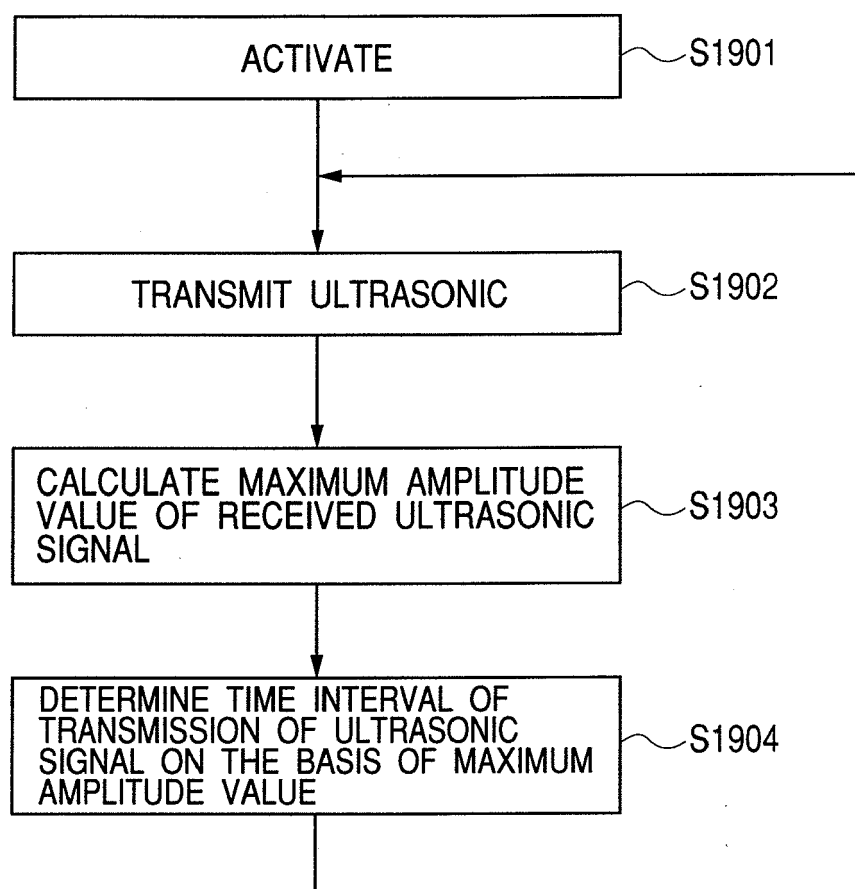 ACTIVATE
S1901
TRANSMIT ULTRASONIC
S1902
CALCULATE MAXIMUM AMPLITUDE
VALUE OF RECEIVED ULTRASONIC
SIGNAL
S1903
DETERMINE TIME INTERVAL OF
TRANSMISSION OF ULTRASONIC
SIGNAL ON THE BASIS OF MAXIMUM
AMPLITUDE VALUE
S1904